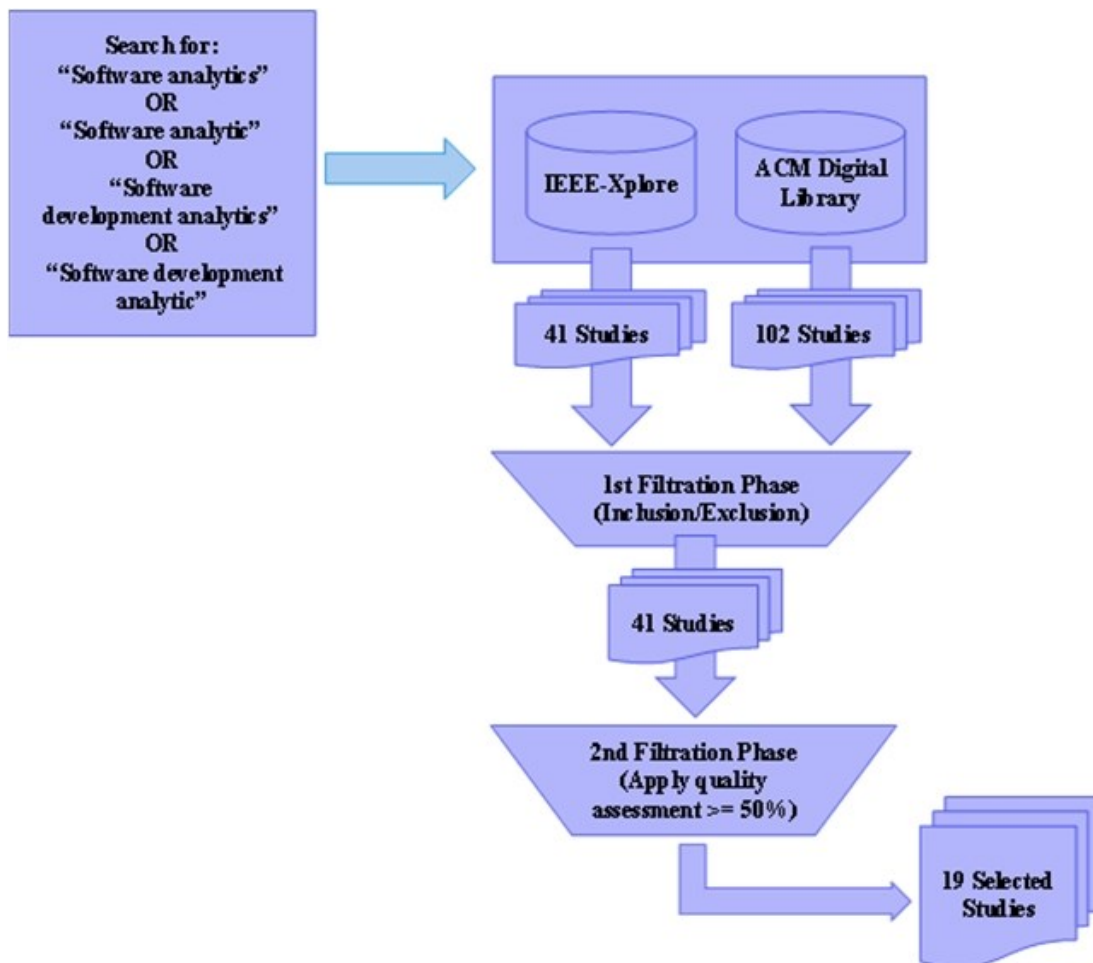 Search for:
“Software analytics”
OR
“Software analytic”
OR
“Software
development analytics”
OR
“Software development
analytic”
IEEE-Xplore
ACM Digital
Library
41 Studies
102 Studies
1st Filtration Phase
(Inclusion/Exclusion)
41 Studies
2nd Filtration Phase
(Apply quality
assessment >= 50%)
19 Selected
Studies